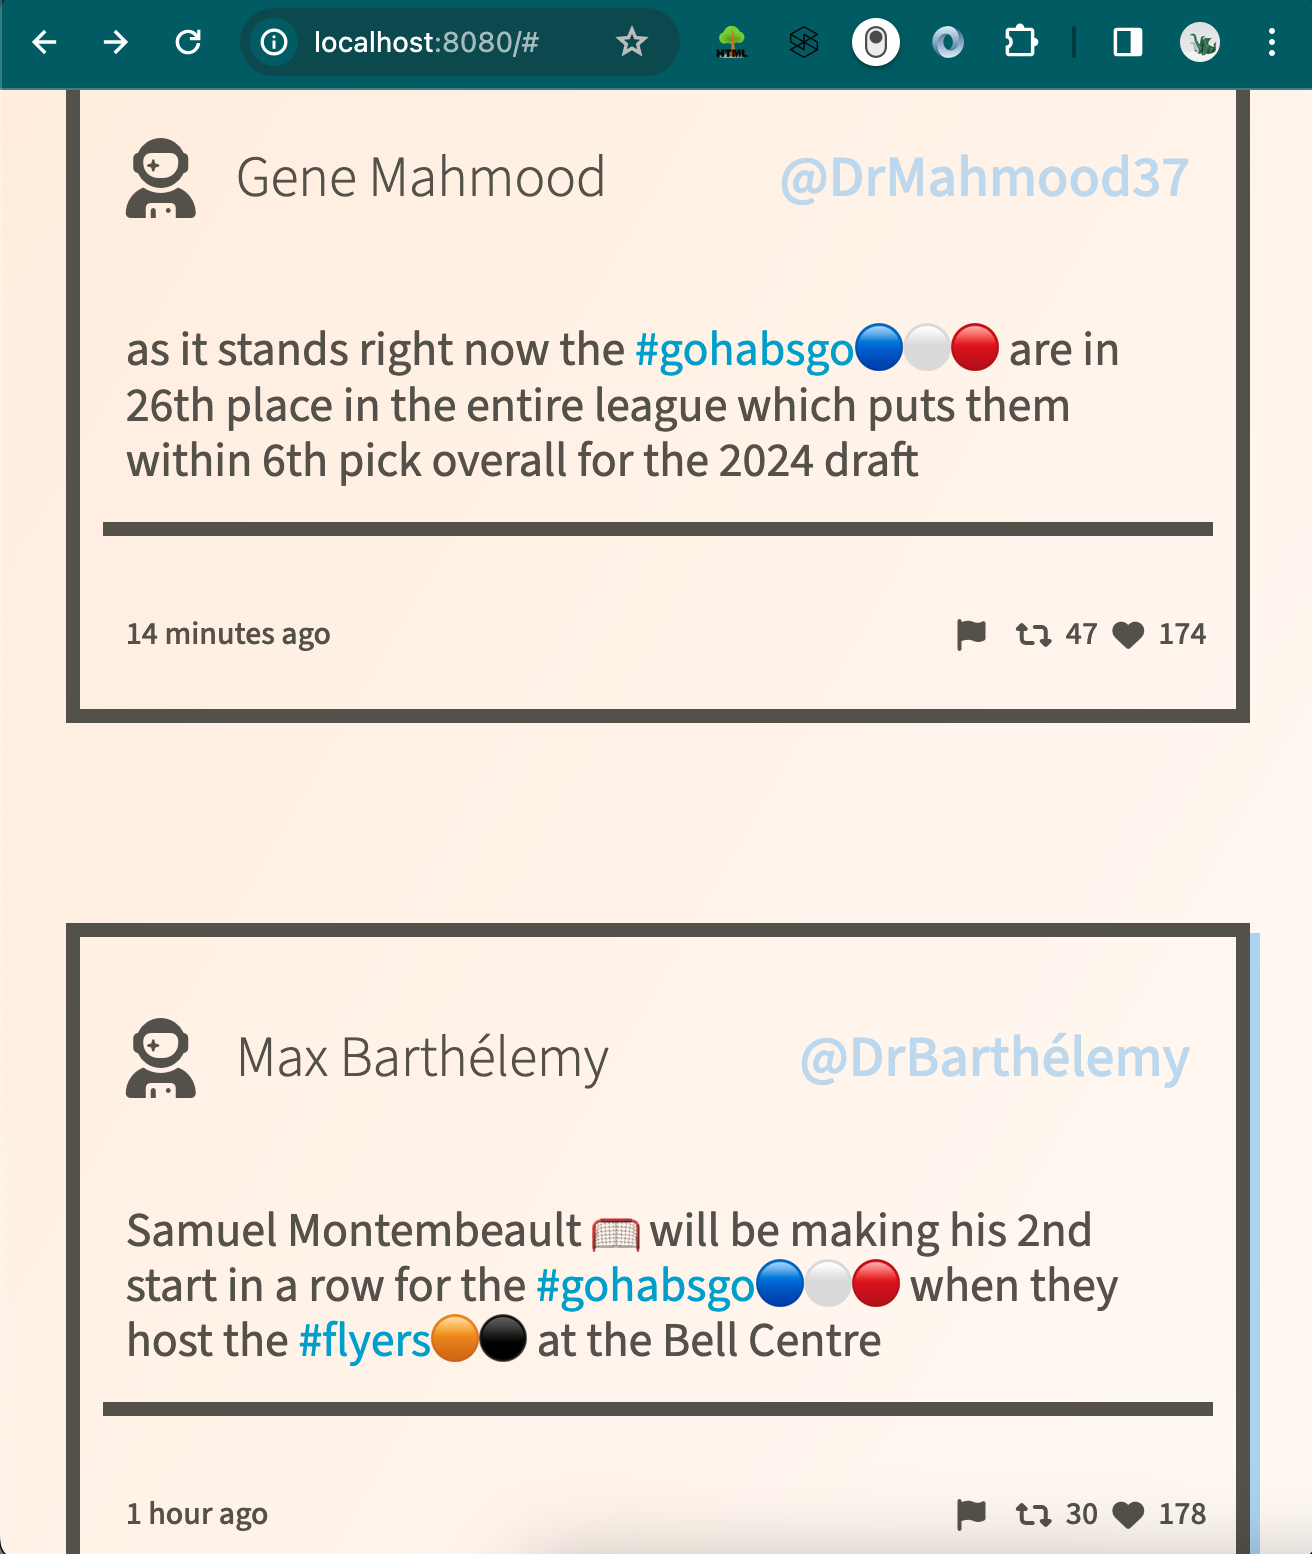 localhost:8080/#
HTML
Gene Mahmood @DrMahmood37
as it stands right now the #gohabsgo🔵⚪🔴 are in
26th place in the entire league which puts them
within 6th pick overall for the 2024 draft
14 minutes ago 47 174
Max Barthélemy @DrBarthélemy
Samuel Montembeault 🥅 will be making his 2nd
start in a row for the #gohabsgo🔵⚪🔴 when they
host the #flyers🟠⚫ at the Bell Centre
1 hour ago 30 178